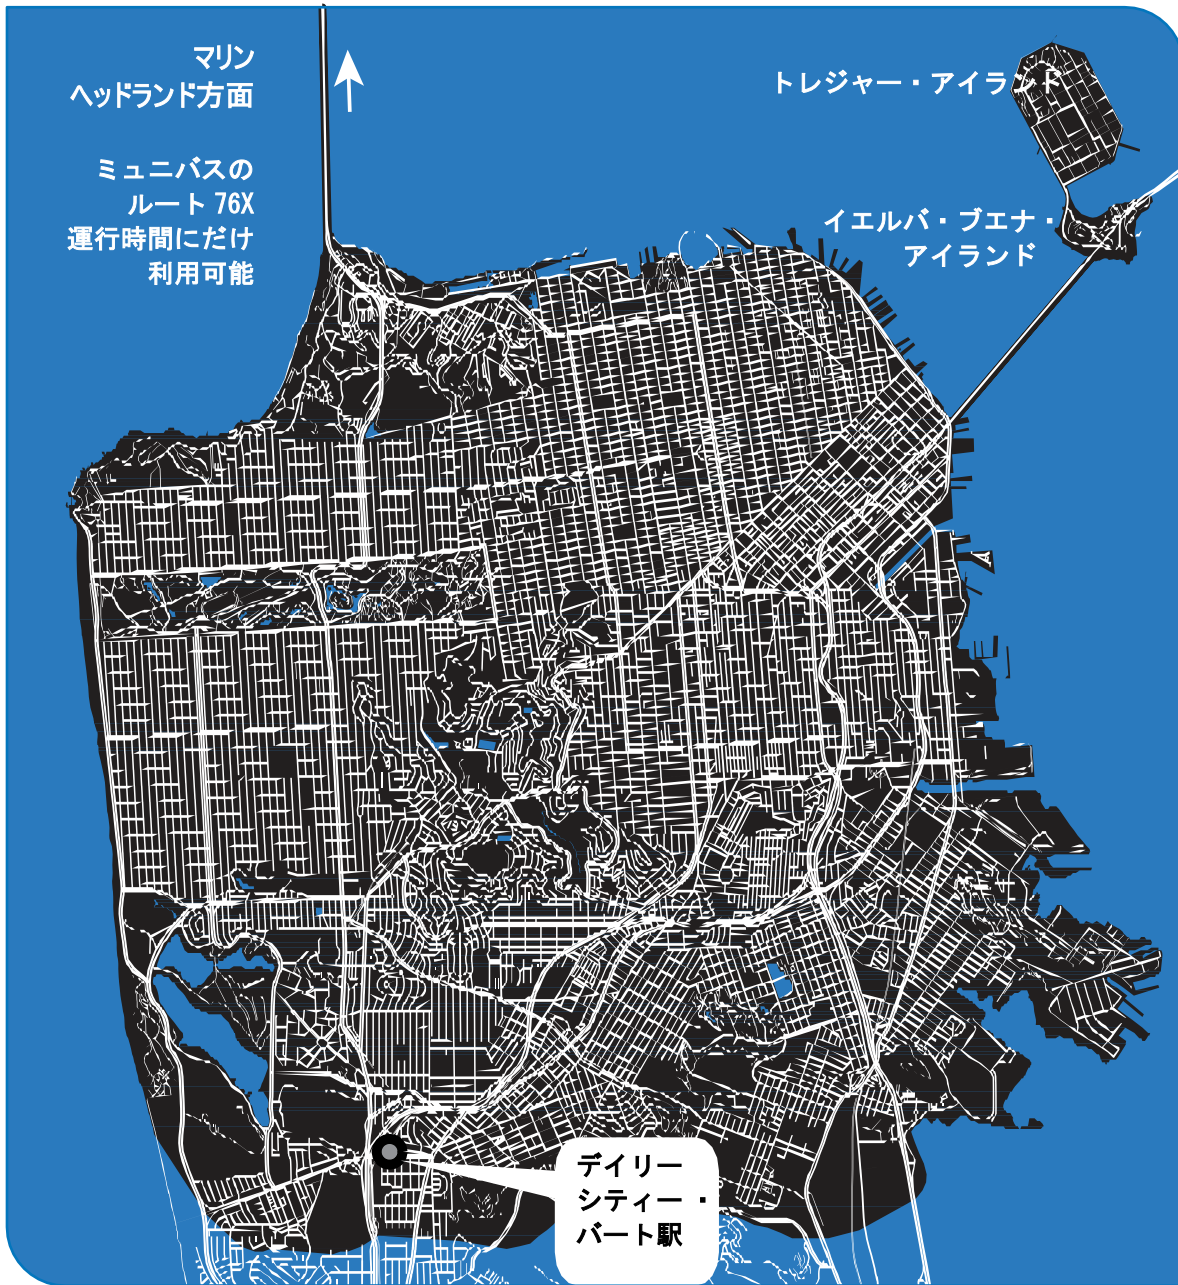 マリン
ヘッドランド方面
ミュニバスの
ルート 76X
運行時間にだけ
利用可能
トレジャー・アイランド
イエルバ・ブエナ・
アイランド
デイリー
シティー・
バート駅